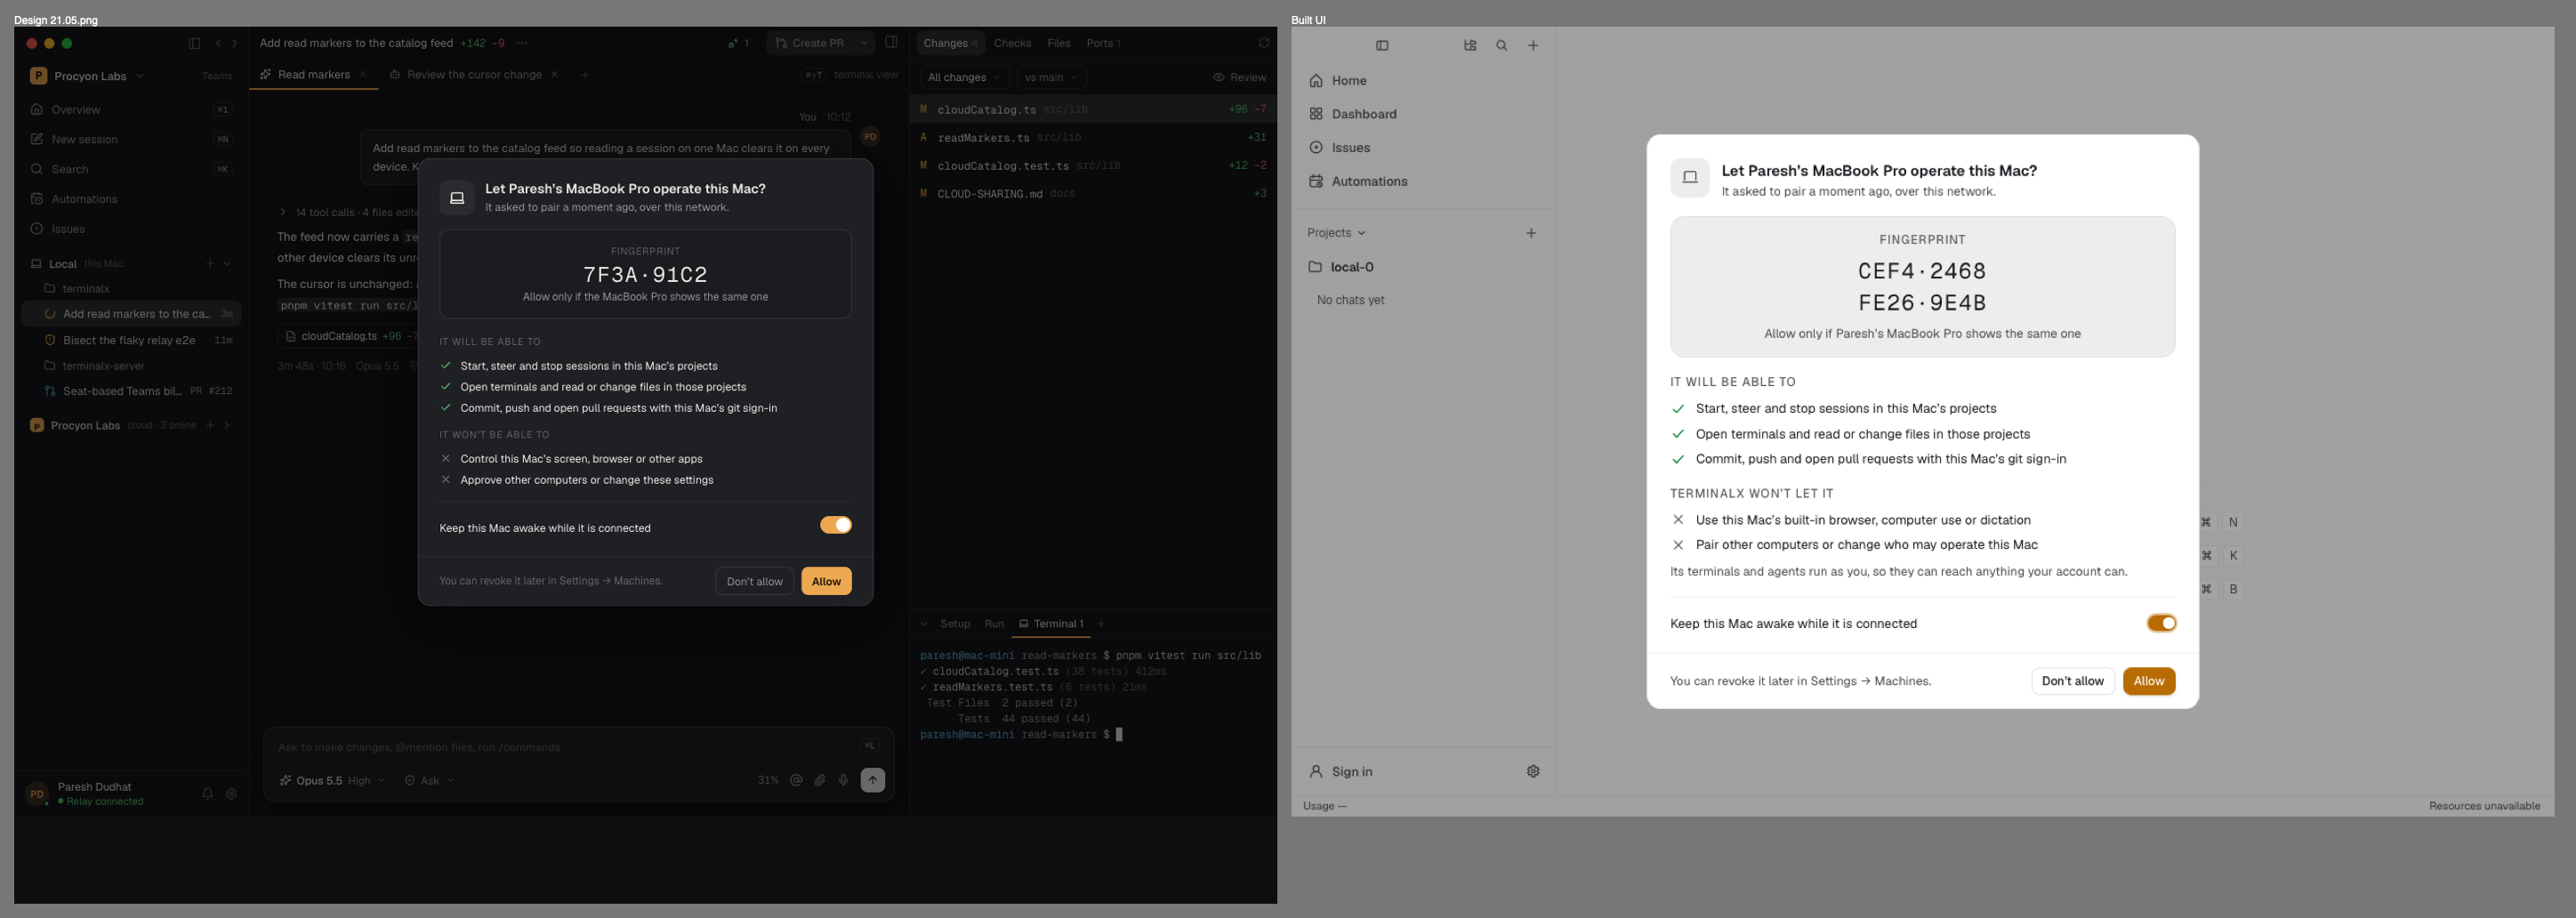 Design 21.05.png
Add read markers to the catalog feed +142 −9 ···
1
Create PR
Changes 4 Checks Files Ports 1
P Procyon Labs Teams
Read markers ×
Review the cursor change ×
terminal view
All changes vs main Review
Overview ⌘1
New session ⌘N
Search ⌘K
Automations
Issues
Local this Mac
terminalx
Add read markers to the ca... 3m
Bisect the flaky relay e2e 11m
terminalx-server
Seat-based Teams bil... PR #212
P Procyon Labs cloud · 3 online
PD Paresh Dudhat
Relay connected
You · 10:12
PD
Add read markers to the catalog feed so reading a session on one Mac clears it on every
device. K
14 tool calls · 4 files edite
The feed now carries a re
other device clears its unr
The cursor is unchanged:
pnpm vitest run src/l
cloudCatalog.ts +96 −7
3m 48s · 10:16 Opus 5.5
Let Paresh's MacBook Pro operate this Mac?
It asked to pair a moment ago, over this network.
FINGERPRINT
7F3A·91C2
Allow only if the MacBook Pro shows the same one
IT WILL BE ABLE TO
Start, steer and stop sessions in this Mac's projects
Open terminals and read or change files in those projects
Commit, push and open pull requests with this Mac's git sign-in
IT WON'T BE ABLE TO
Control this Mac's screen, browser or other apps
Approve other computers or change these settings
Keep this Mac awake while it is connected
You can revoke it later in Settings → Machines.
Don't allow
Allow
Ask to make changes, @mention files, run /commands ⌘L
Opus 5.5 High Ask 31%
M cloudCatalog.ts src/lib +96 −7
A readMarkers.ts src/lib +31
M cloudCatalog.test.ts src/lib +12 −2
M CLOUD-SHARING.md docs +3
Setup Run Terminal 1
paresh@mac-mini read-markers $ pnpm vitest run src/lib
✓ cloudCatalog.test.ts (38 tests) 412ms
✓ readMarkers.test.ts (6 tests) 21ms
Test Files 2 passed (2)
Tests 44 passed (44)
paresh@mac-mini read-markers $
Built UI
Home
Dashboard
Issues
Automations
Projects
local-0
No chats yet
Sign in
Usage —
Resources unavailable
Let Paresh's MacBook Pro operate this Mac?
It asked to pair a moment ago, over this network.
FINGERPRINT
CEF4·2468
FE26·9E4B
Allow only if Paresh's MacBook Pro shows the same one
IT WILL BE ABLE TO
Start, steer and stop sessions in this Mac's projects
Open terminals and read or change files in those projects
Commit, push and open pull requests with this Mac's git sign-in
TERMINALX WON'T LET IT
Use this Mac's built-in browser, computer use or dictation
Pair other computers or change who may operate this Mac
Its terminals and agents run as you, so they can reach anything your account can.
Keep this Mac awake while it is connected
You can revoke it later in Settings → Machines.
Don't allow
Allow
⌘ N
⌘ K
⌘ B